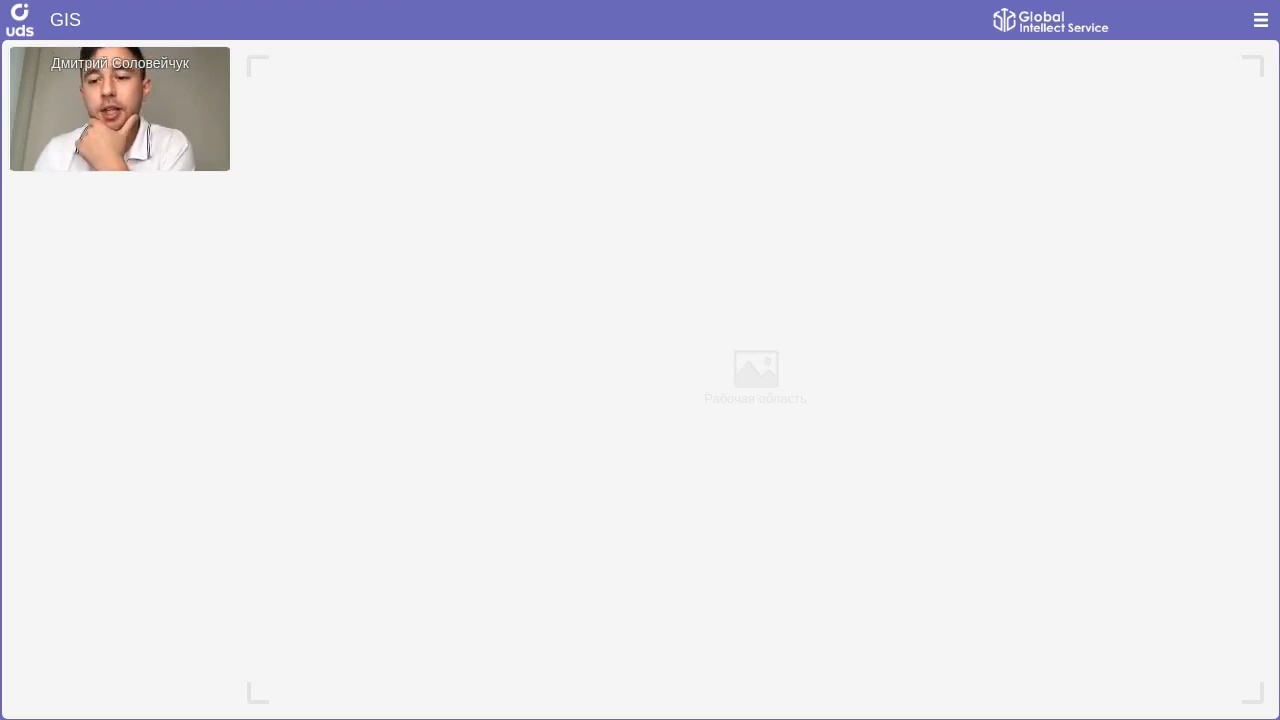 uds
GIS
Global
Intellect Service
Дмитрий Соловейчук
Рабочая область